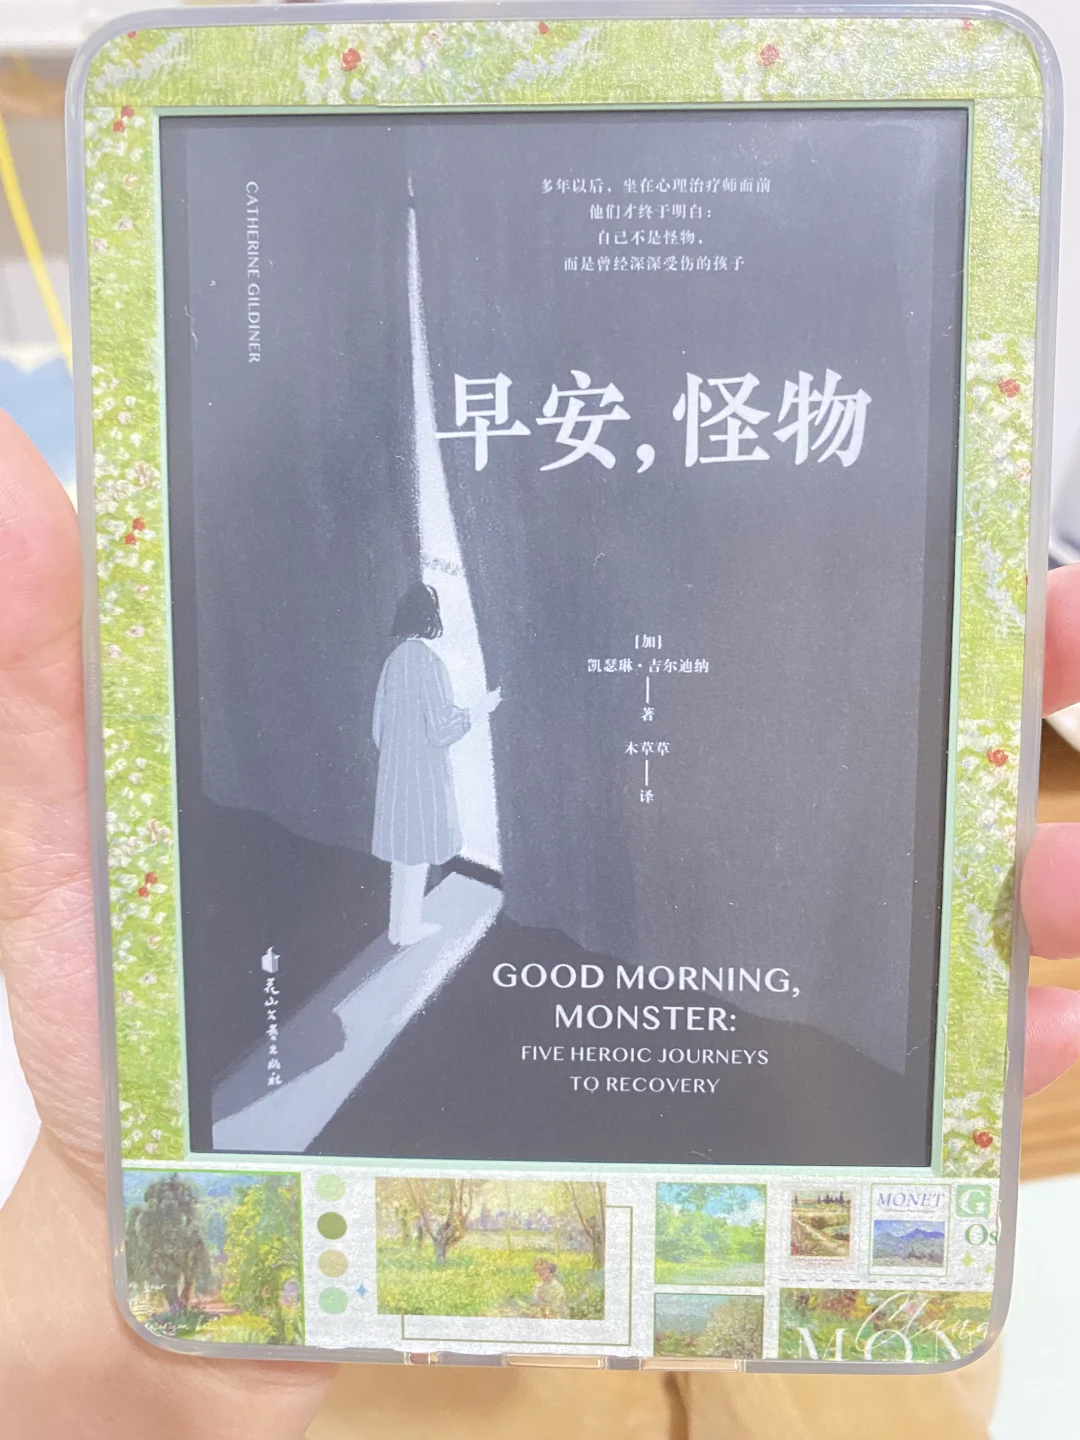 CATHERINE GILDINER
多年以后，坐在心理治疗师面前
他们才终于明白：
自己不是怪物，
而是曾经深深受伤的孩子
早安，怪物
[加]
凯瑟琳·吉尔迪纳
著
木草草
译
花山文艺出版社
GOOD MORNING,
MONSTER:
FIVE HEROIC JOURNEYS
TO RECOVERY
MONET
G
Os
MON